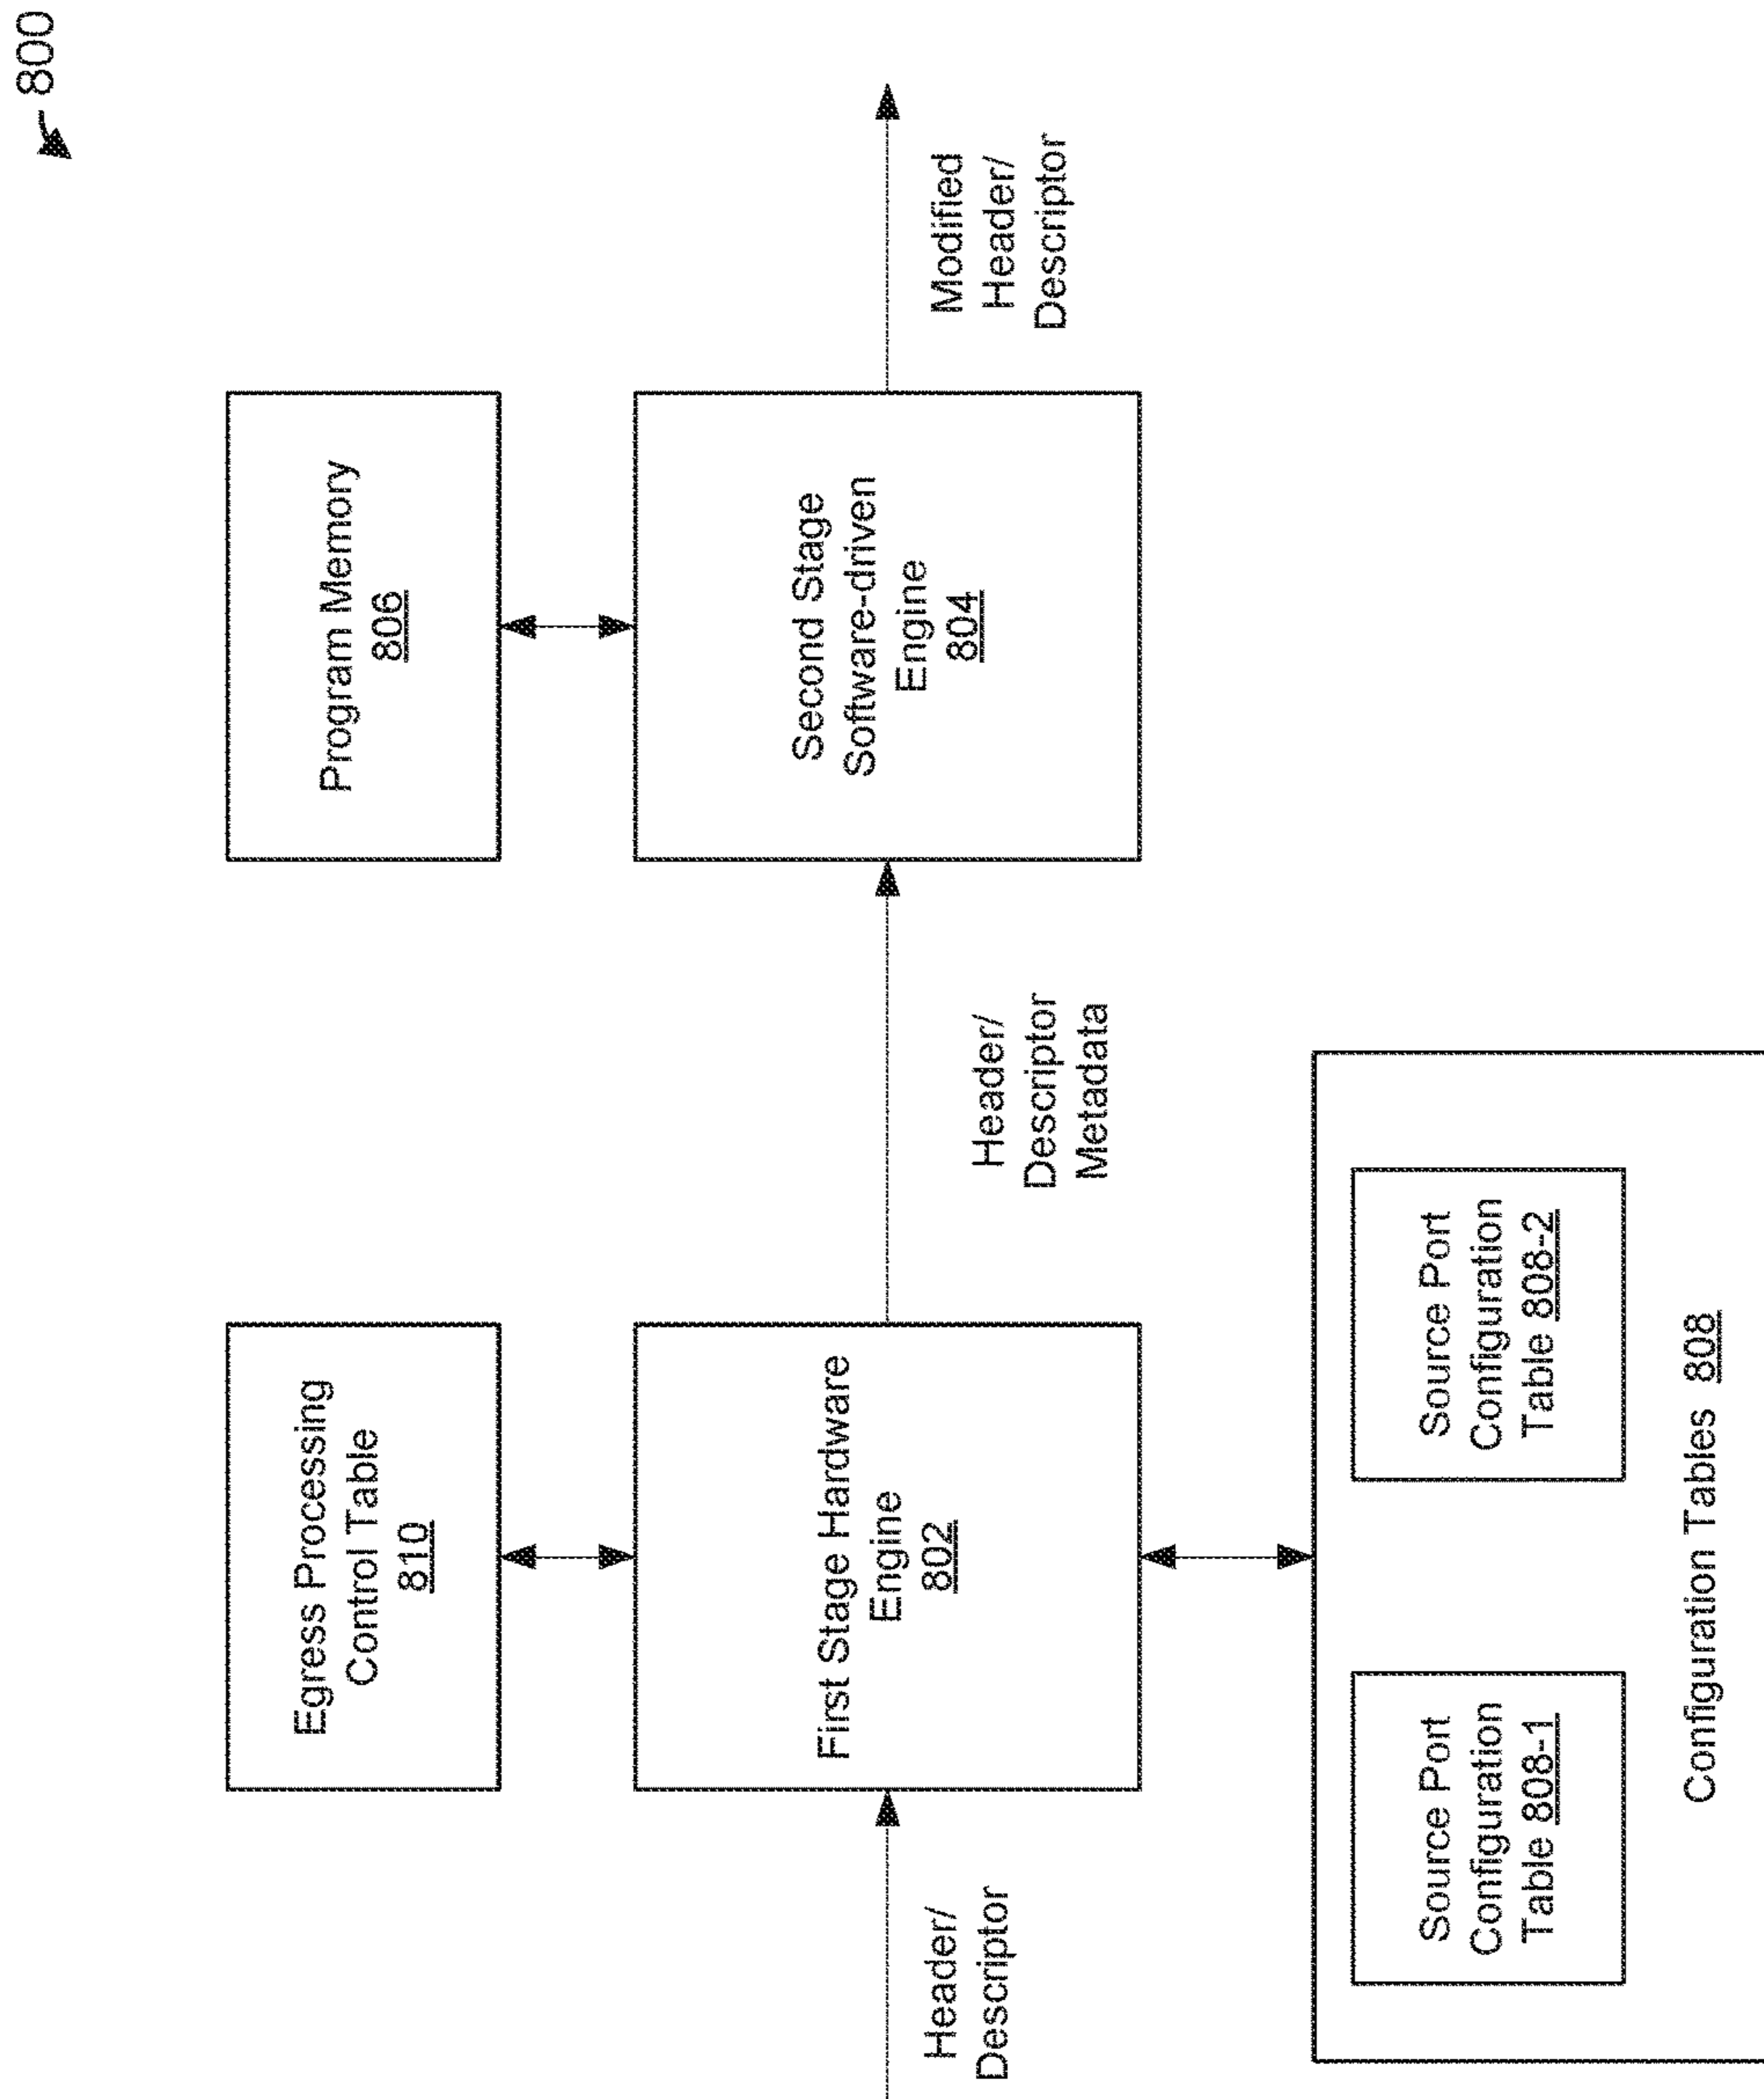 800
Egress Processing
Control Table
810
Program Memory
806
Header/
Descriptor
First Stage Hardware
Engine
802
Header/
Descriptor
Metadata
Second Stage
Software-driven
Engine
804
Modified
Header/
Descriptor
Source Port
Configuration
Table 808-1
Source Port
Configuration
Table 808-2
Configuration Tables 808